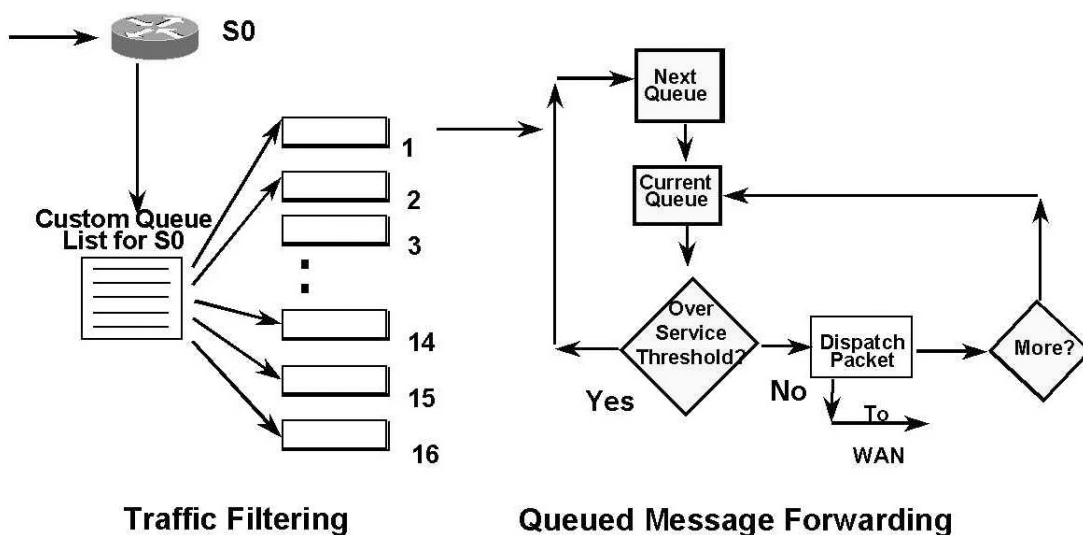 S0
Custom Queue
List for S0
1
2
3
14
15
16
Next
Queue
Current
Queue
Over
Service
Threshold?
Yes
No
Dispatch
Packet
More?
To
WAN
Traffic Filtering
Queued Message Forwarding